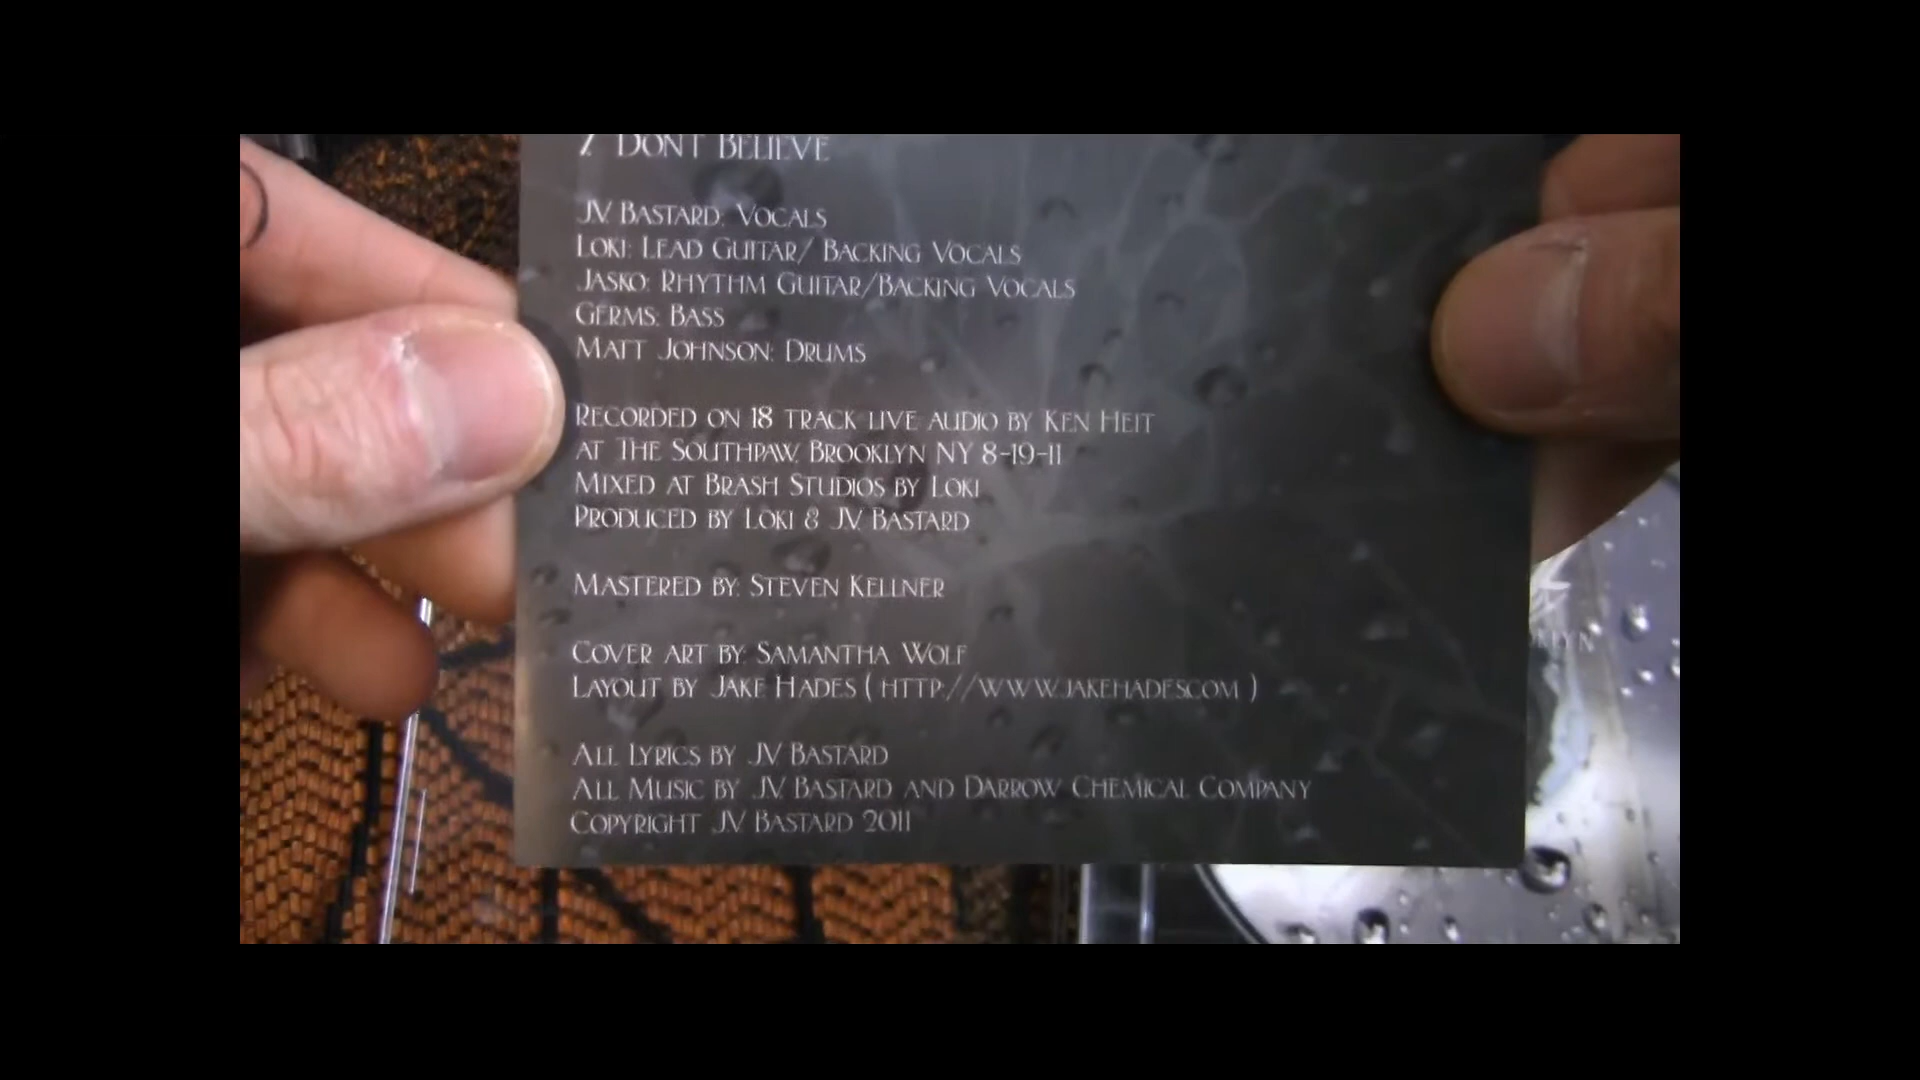 7. DON'T BELIEVE
JV BASTARD: VOCALS
LOKI: LEAD GUITAR/ BACKING VOCALS
JASKO: RHYTHM GUITAR/BACKING VOCALS
GERMS: BASS
MATT JOHNSON: DRUMS
RECORDED ON 18 TRACK LIVE AUDIO BY KEN HEIT
AT THE SOUTHPAW, BROOKLYN NY 8-19-11
MIXED AT BRASH STUDIOS BY LOKI
PRODUCED BY LOKI & JV BASTARD
MASTERED BY: STEVEN KELLNER
COVER ART BY: SAMANTHA WOLF
LAYOUT BY JAKE HADES ( HTTP://WWW.JAKEHADES.COM )
ALL LYRICS BY JV BASTARD
ALL MUSIC BY JV BASTARD AND DARROW CHEMICAL COMPANY
COPYRIGHT JV BASTARD 2011